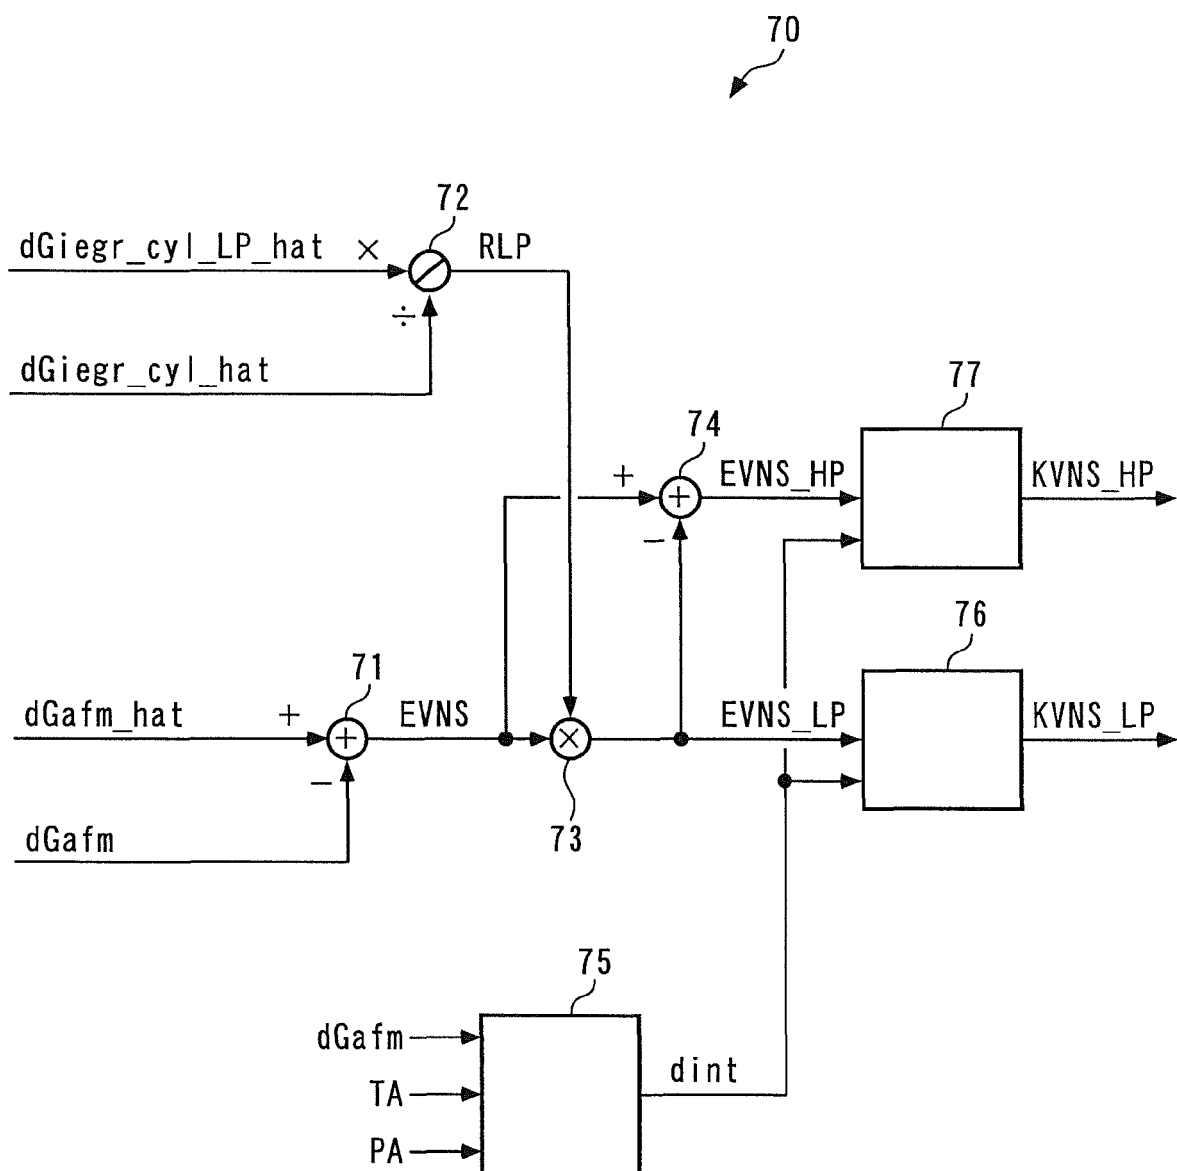 70
72
dGiegr_cyl_LP_hat × RLP
÷
dGiegr_cyl_hat
77
74
+ EVNS_HP KVNS_HP
+
−
76
71
dGafm_hat + EVNS EVNS_LP KVNS_LP
+ ×
−
dGafm 73
75
dGafm
dint
TA
PA